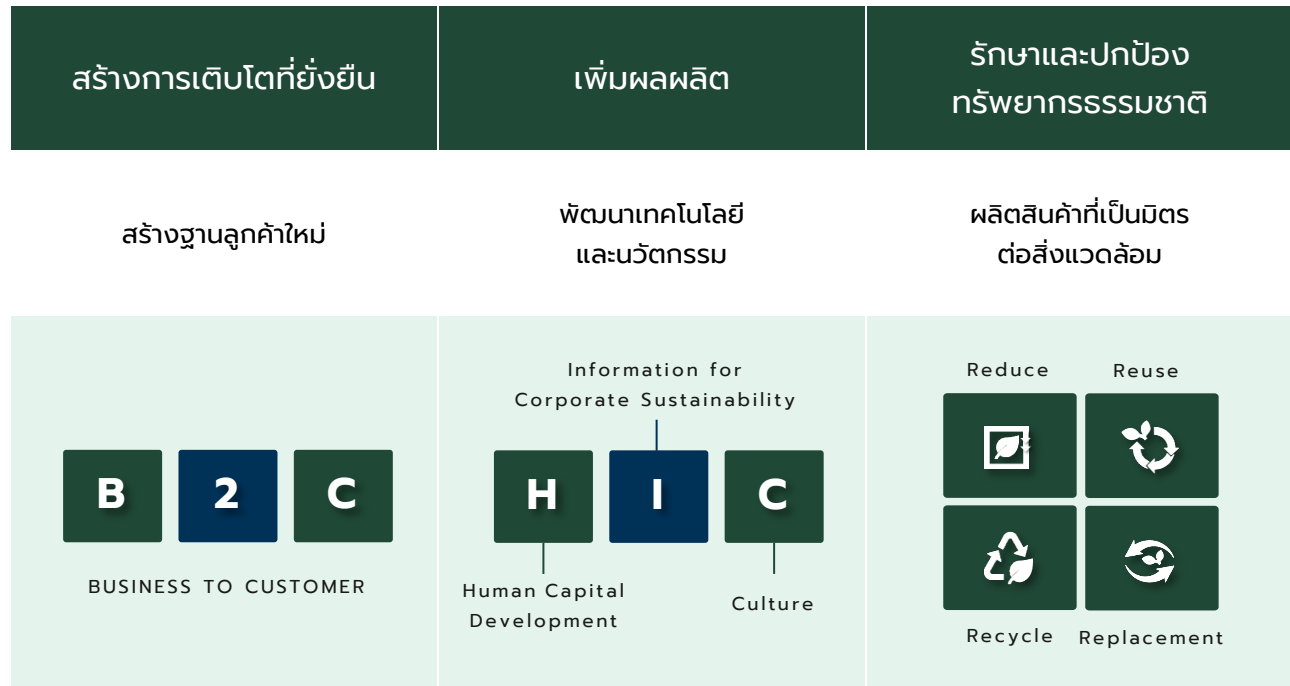 สร้างการเติบโตที่ยั่งยืน
เพิ่มผลผลิต
รักษาและปกป้อง
ทรัพยากรธรรมชาติ
สร้างฐานลูกค้าใหม่
พัฒนาเทคโนโลยี
และนวัตกรรม
ผลิตสินค้าที่เป็นมิตร
ต่อสิ่งแวดล้อม
B 2 C
BUSINESS TO CUSTOMER
Information for
Corporate Sustainability
H I C
Human Capital
Development
Culture
Reduce Reuse
Recycle Replacement